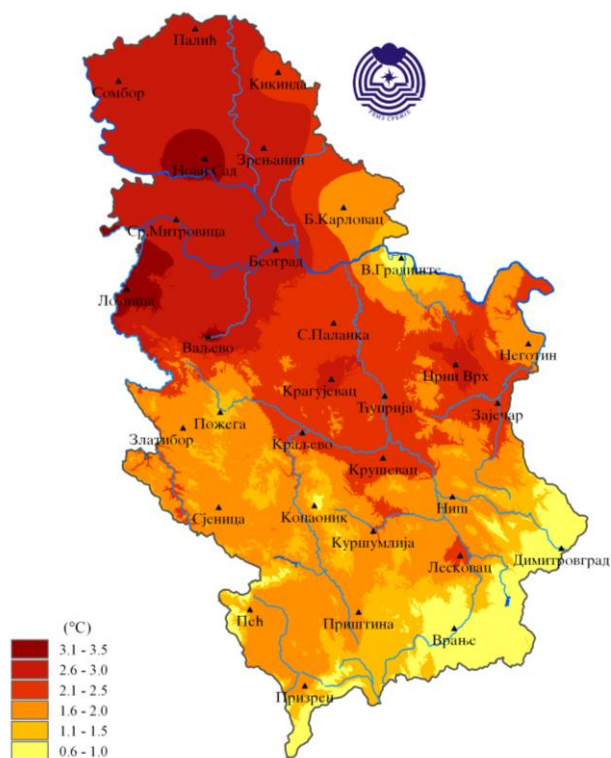 Палић
Кикинда
Сомбор
Нови Сад
Зрењанин
Б.Карловац
Ср.Митровица
Београд
В.Градиште
Лозница
С.Паланка
Ваљево
Неготин
Црни Врх
Крагујевац
Ћуприја
Зајечар
Пожега
Златибор
Краљево
Крушевац
Сјеница
Копаоник
Ниш
Куршумлија
Лесковац
Димитровград
Пећ
Приштина
Врање
Призрен
(°C)
3.1 - 3.5
2.6 - 3.0
2.1 - 2.5
1.6 - 2.0
1.1 - 1.5
0.6 - 1.0